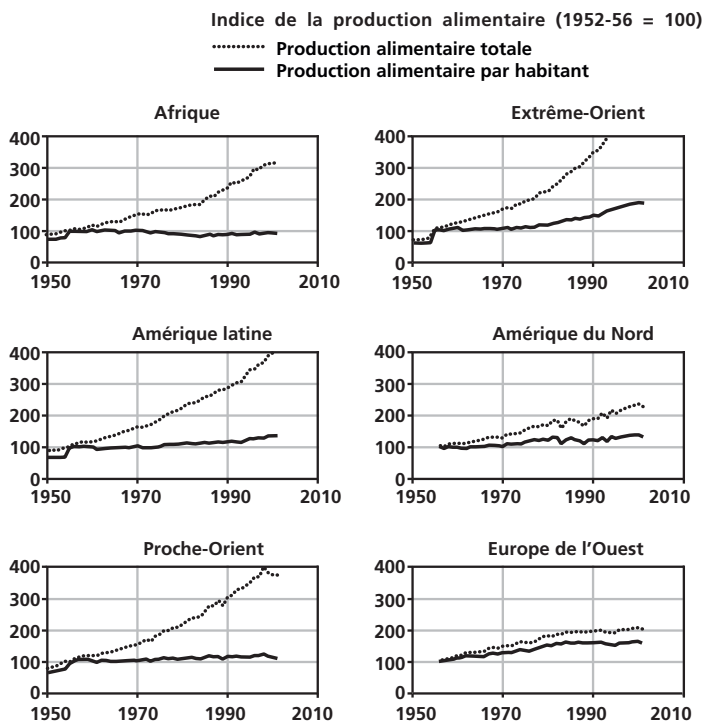 Indice de la production alimentaire (1952-56 = 100)
Production alimentaire totale
Production alimentaire par habitant
Afrique
400
300
200
100
0
1950 1970 1990 2010
Extrême-Orient
400
300
200
100
0
1950 1970 1990 2010
Amérique latine
400
300
200
100
0
1950 1970 1990 2010
Amérique du Nord
400
300
200
100
0
1950 1970 1990 2010
Proche-Orient
400
300
200
100
0
1950 1970 1990 2010
Europe de l'Ouest
400
300
200
100
0
1950 1970 1990 2010